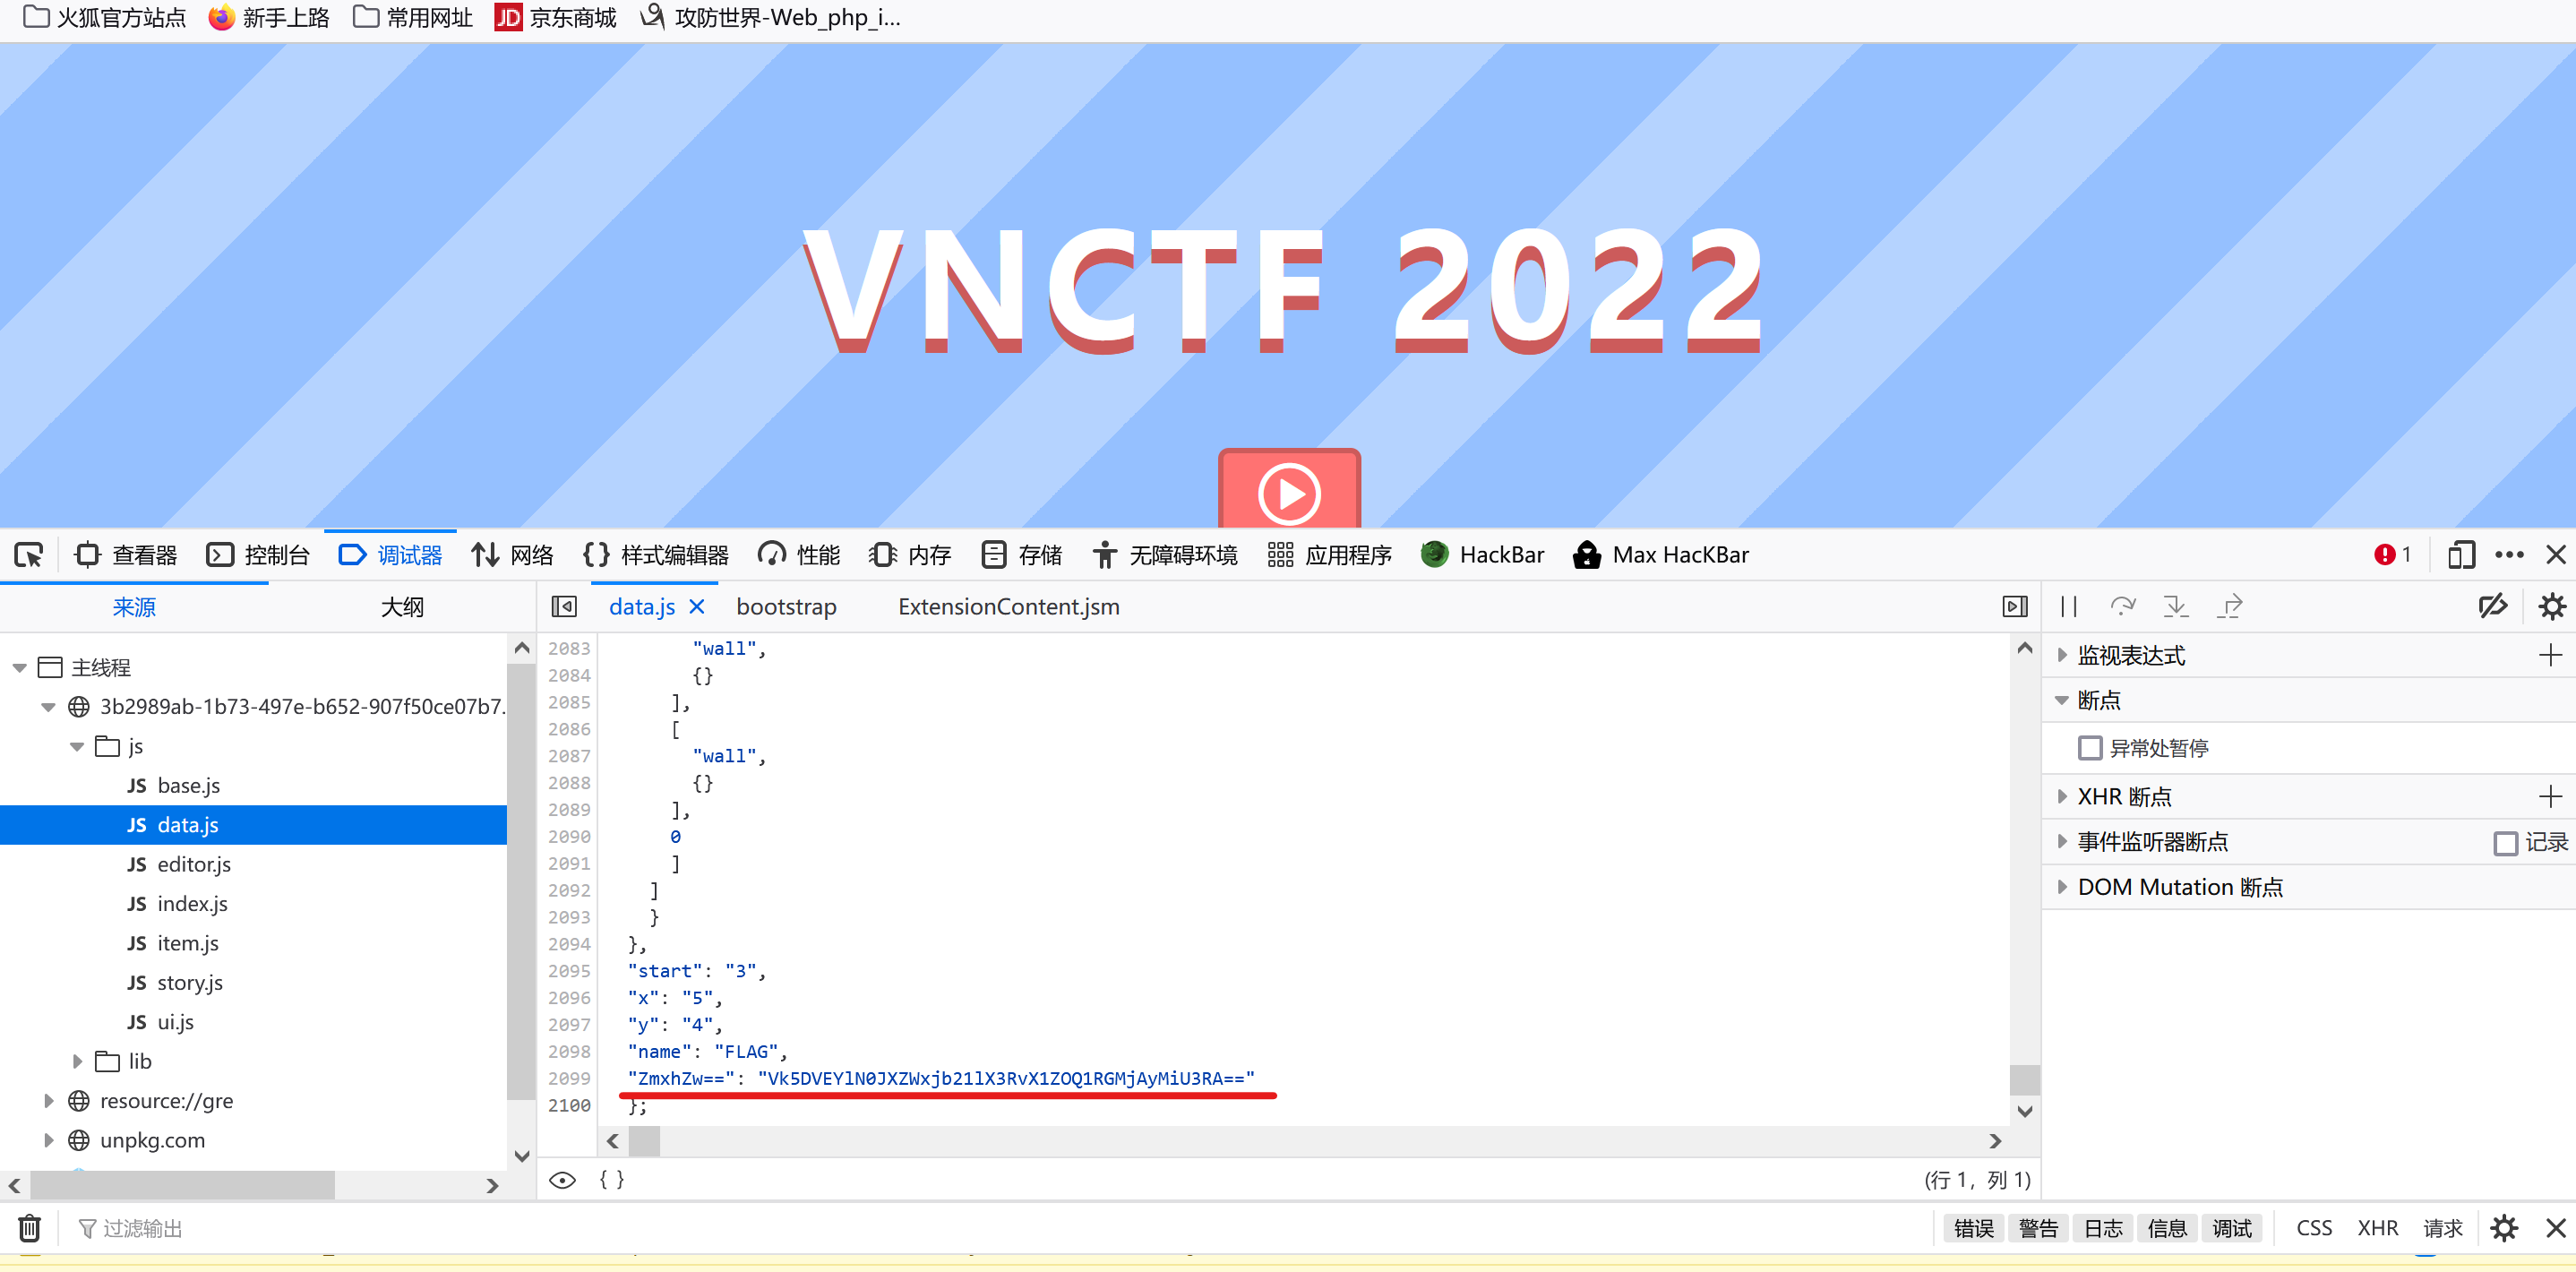 火狐官方站点 新手上路 常用网址 JD 京东商城 攻防世界-Web_php_i...
VNCTF 2022
查看器 控制台 调试器 网络 {} 样式编辑器 性能 内存 存储 无障碍环境 应用程序 HackBar Max HacKBar 1
来源 大纲 data.js bootstrap ExtensionContent.jsm
主线程
3b2989ab-1b73-497e-b652-907f50ce07b7.
js
JS base.js
JS data.js
JS editor.js
JS index.js
JS item.js
JS story.js
JS ui.js
lib
resource://gre
unpkg.com
2083 "wall",
2084 {}
2085 ],
2086 [
2087 "wall",
2088 {}
2089 ],
2090 0
2091 ]
2092 ]
2093 }
2094 },
2095 "start": "3",
2096 "x": "5",
2097 "y": "4",
2098 "name": "FLAG",
2099 "ZmxhZw==": "Vk5DVEYlN0JXZWxjb21lX3RvX1ZOQ1RGMjAyMiU3RA=="
2100 };
{ } (行 1，列 1)
监视表达式
断点
异常处暂停
XHR 断点
事件监听器断点 记录
DOM Mutation 断点
过滤输出 错误 警告 日志 信息 调试 CSS XHR 请求